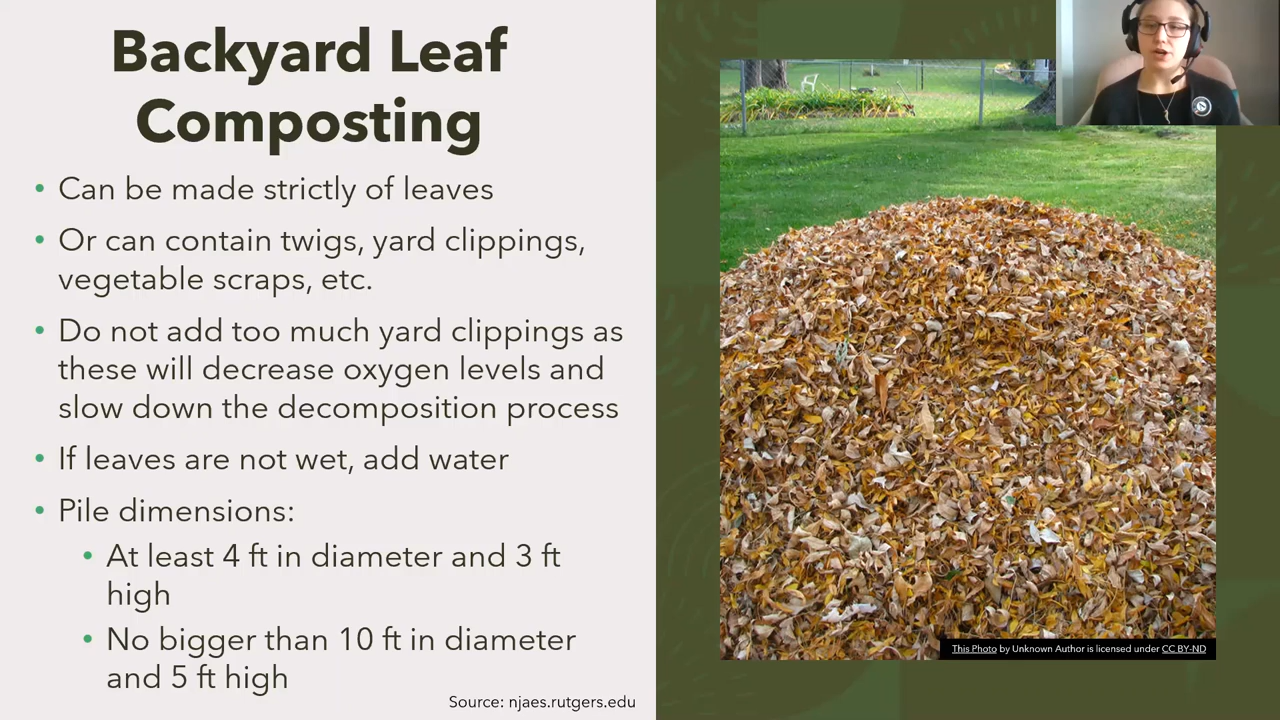 Backyard Leaf
Composting
• Can be made strictly of leaves
• Or can contain twigs, yard clippings,
vegetable scraps, etc.
• Do not add too much yard clippings as
these will decrease oxygen levels and
slow down the decomposition process
• If leaves are not wet, add water
• Pile dimensions:
• At least 4 ft in diameter and 3 ft
high
• No bigger than 10 ft in diameter
and 5 ft high
Source: njaes.rutgers.edu
This Photo by Unknown Author is licensed under CC BY-ND